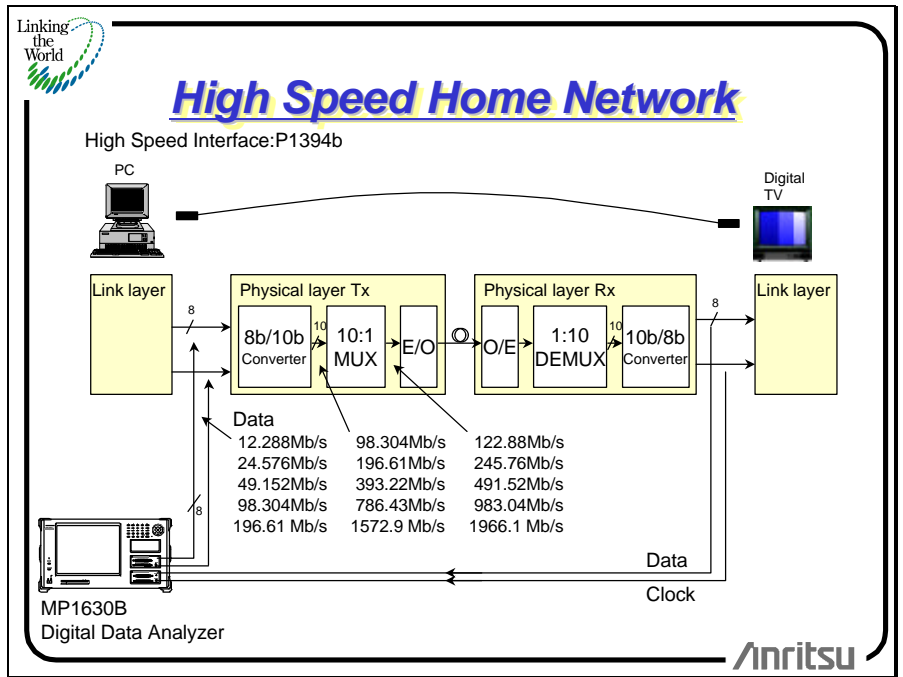 Linking
the
World
High Speed Home Network
High Speed Interface:P1394b
PC
Digital
TV
Link layer
8
Physical layer Tx
8b/10b
Converter
10
10:1
MUX
E/O
Physical layer Rx
O/E
1:10
DEMUX
10
10b/8b
Converter
8
Link layer
Data
12.288Mb/s 98.304Mb/s 122.88Mb/s
24.576Mb/s 196.61Mb/s 245.76Mb/s
49.152Mb/s 393.22Mb/s 491.52Mb/s
98.304Mb/s 786.43Mb/s 983.04Mb/s
196.61 Mb/s 1572.9 Mb/s 1966.1 Mb/s
8
Data
Clock
MP1630B
Digital Data Analyzer
Anritsu